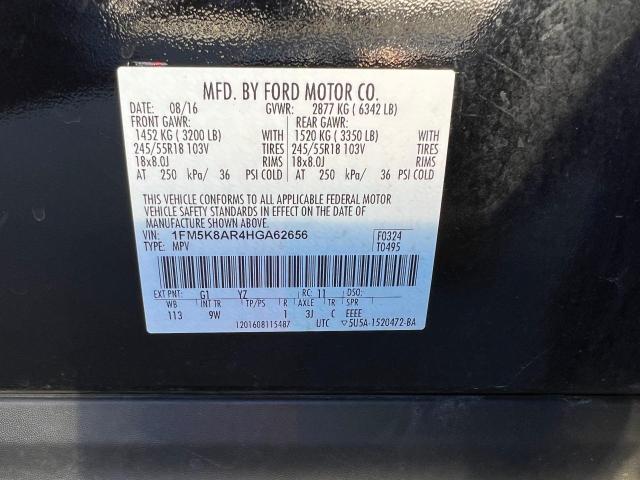 MFD. BY FORD MOTOR CO.
DATE: 08/16 GVWR: 2877 KG ( 6342 LB)
FRONT GAWR: REAR GAWR:
1452 KG ( 3200 LB) WITH 1520 KG ( 3350 LB) WITH
245/55R18 103V TIRES 245/55R18 103V TIRES
18x8.0J RIMS 18x8.0J RIMS
AT 250 kPa/ 36 PSI COLD AT 250 kPa/ 36 PSI COLD
THIS VEHICLE CONFORMS TO ALL APPLICABLE FEDERAL MOTOR
VEHICLE SAFETY STANDARDS IN EFFECT ON THE DATE OF
MANUFACTURE SHOWN ABOVE.
VIN: 1FM5K8AR4HGA62656 F0324
TYPE: MPV T0495
EXT PNT: G1 YZ RC: 11 DSO:
WB INT TR TP/PS R AXLE TR SPR
113 9W 1 3J C EEEE
1201608115487 UTC ▽5U5A-1520472-BA